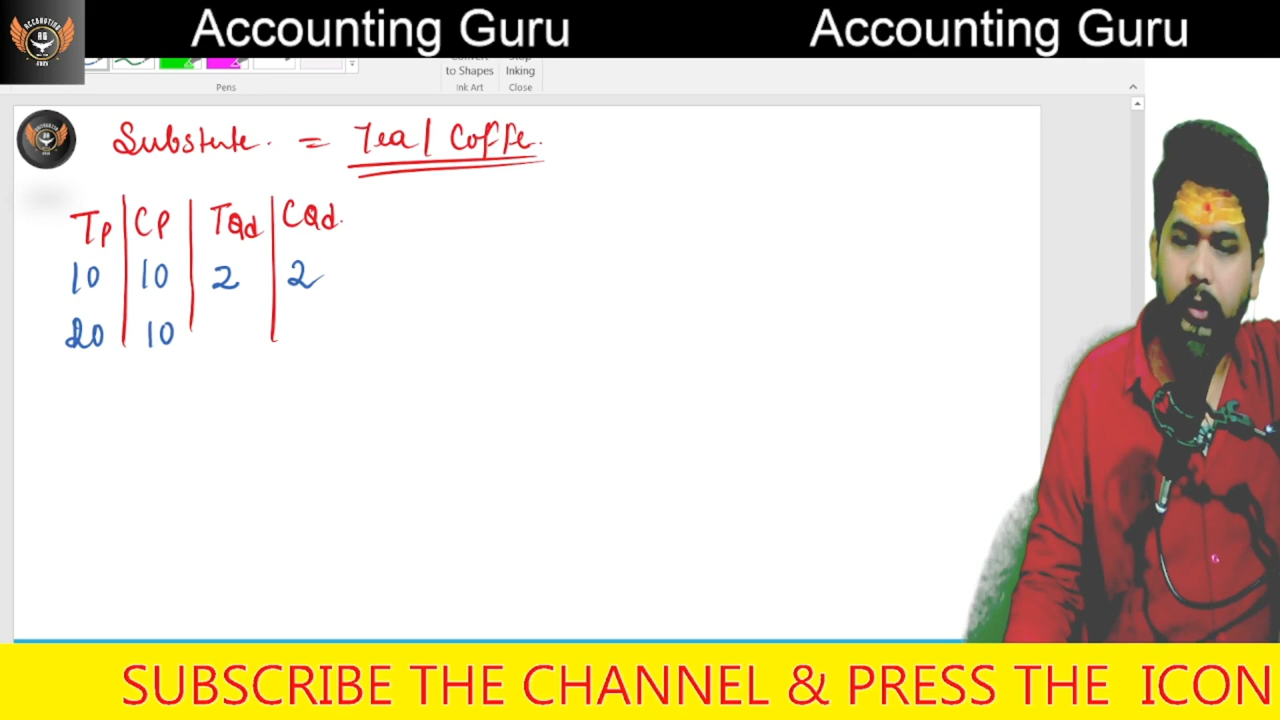 Accounting Guru Accounting Guru
to Shapes Inking
Pens Ink Art Close
Substute. = Tea/Coffe.
TP CP TQd CQd.
10 10 2 2
20 10
SUBSCRIBE THE CHANNEL & PRESS THE ICON